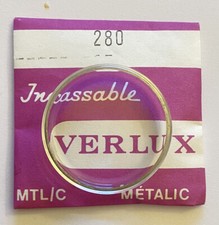 280
Incassable
VERLUX
MTL/C MÉTALIC